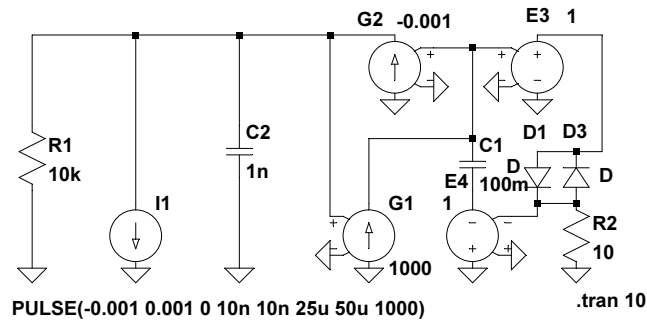 G2 -0.001
E3 1
R1
10k
I1
C2
1n
G1
1000
C1
100m
E4
1
D1
D
D3
D
R2
10
PULSE(-0.001 0.001 0 10n 10n 25u 50u 1000)
.tran 10